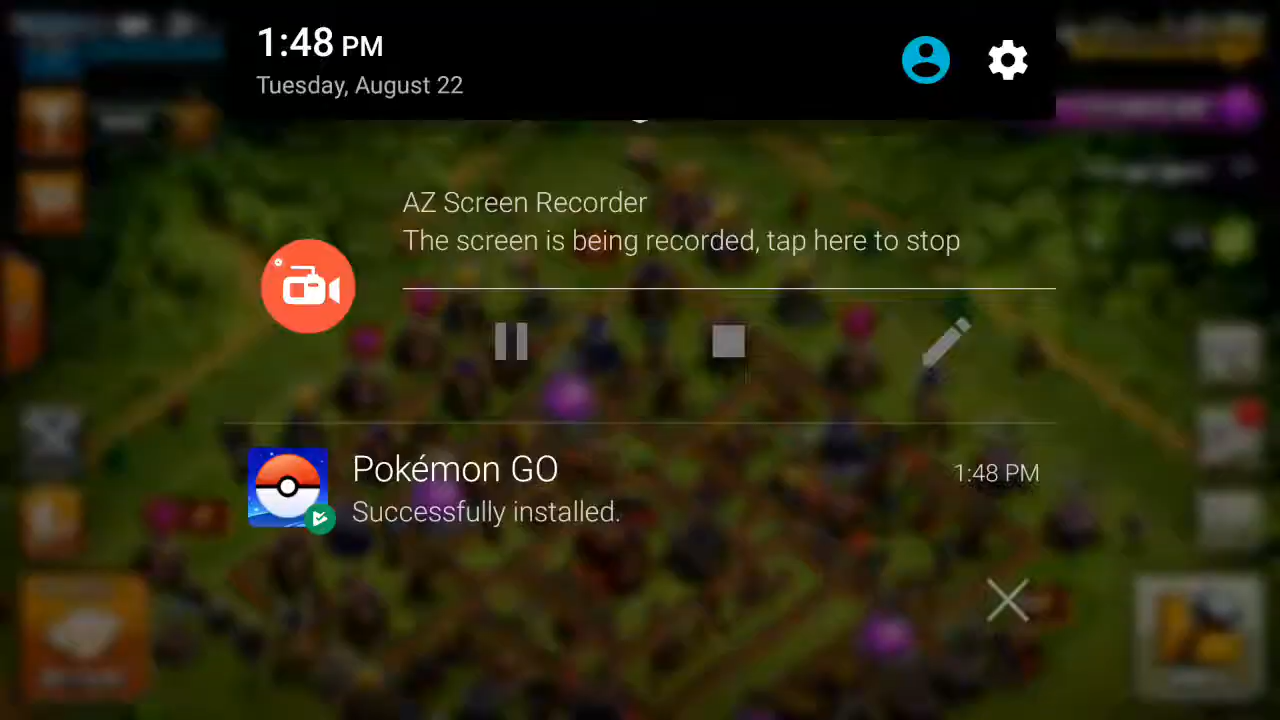 1:48 PM
Tuesday, August 22
AZ Screen Recorder
The screen is being recorded, tap here to stop
Pokémon GO
1:48 PM
Successfully installed.